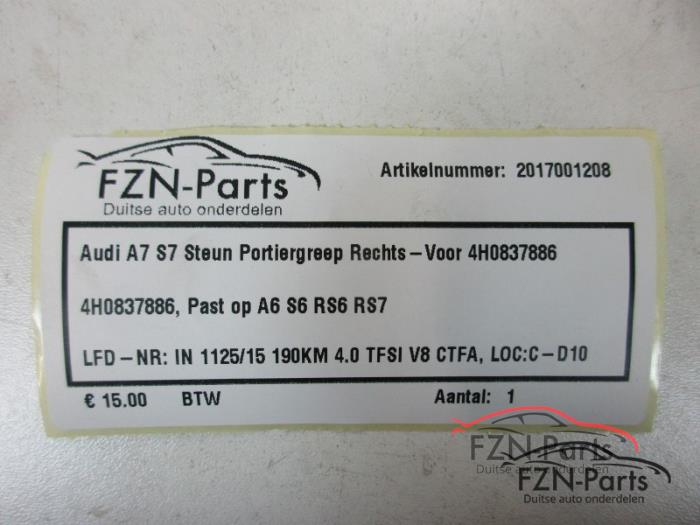 FZN-Parts
Duitse auto onderdelen
Artikelnummer: 2017001208
Audi A7 S7 Steun Portiergreep Rechts-Voor 4H0837886
4H0837886, Past op A6 S6 RS6 RS7
LFD-NR: IN 1125/15 190KM 4.0 TFSI V8 CTFA, LOC:C-D10
€ 15.00 BTW Aantal: 1
FZN-Parts
Duitse auto onderdelen
FZN-Parts
Duitse auto onderdelen